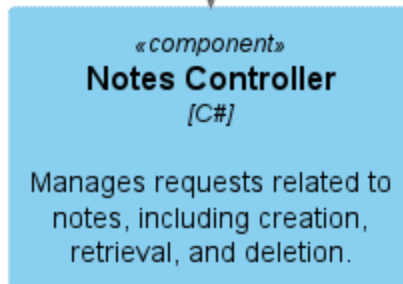 «component»
Notes Controller
[C#]
Manages requests related to
notes, including creation,
retrieval, and deletion.